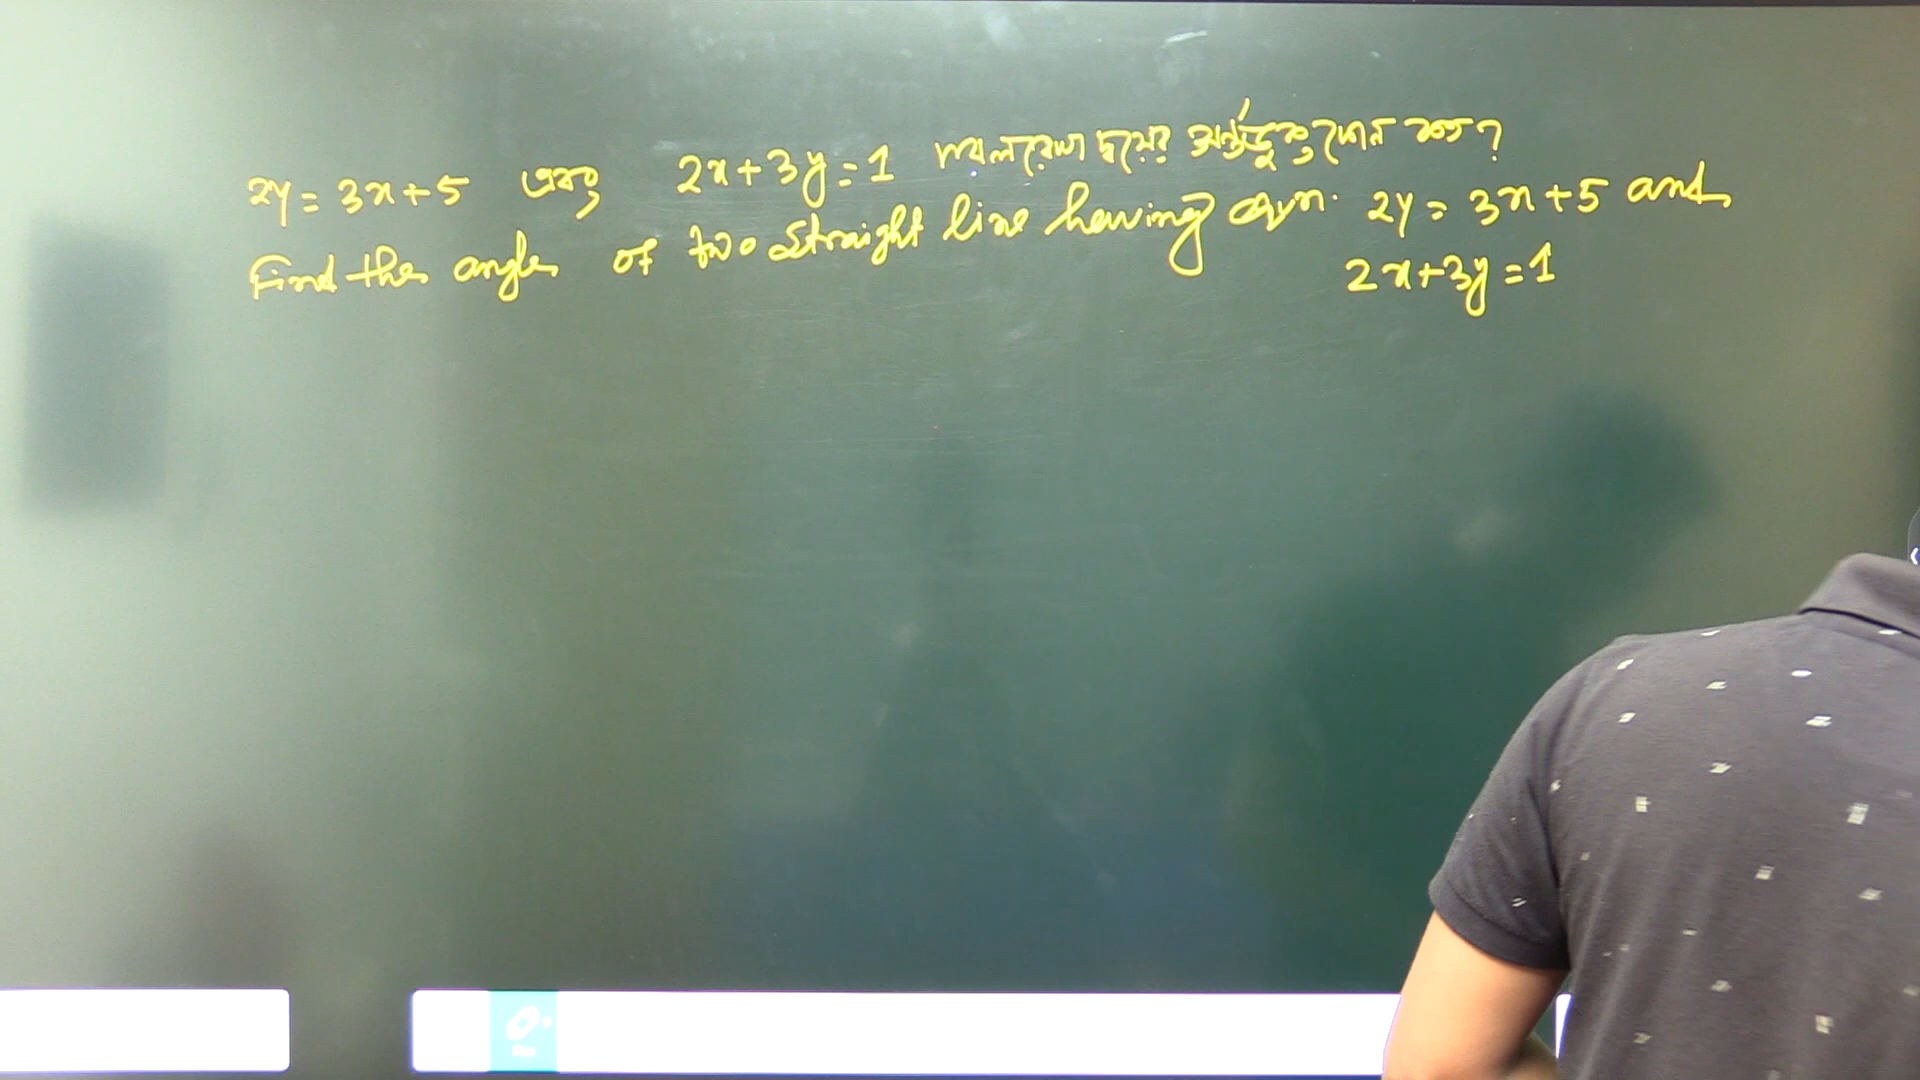 2y = 3x+5 এবং 2x+3y=1 সরলরেখা দ্বয়ের অন্তর্ভুক্ত কোন কত?
Find the angle of two straight line having eqn. 2y = 3x+5 and
2x+3y=1